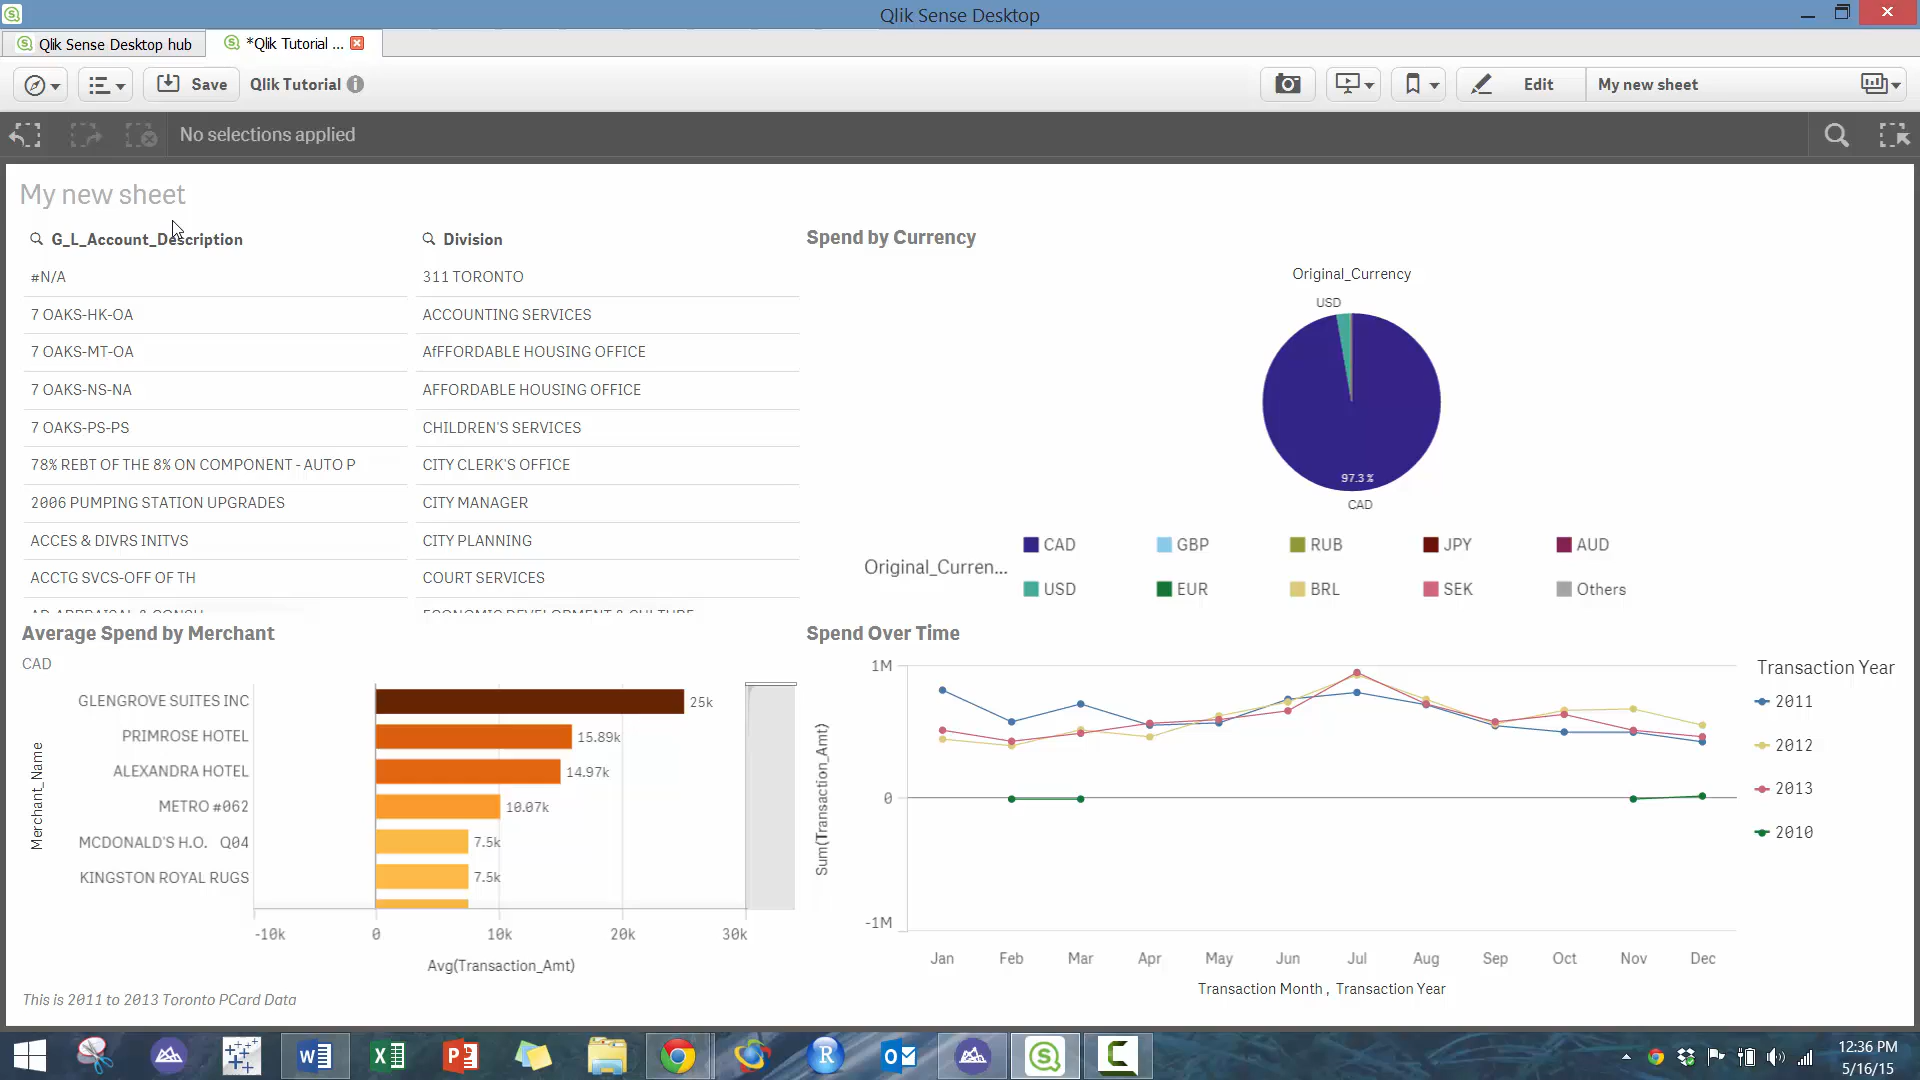 Qlik Sense Desktop
Qlik Sense Desktop hub
*Qlik Tutorial ...
Save
Qlik Tutorial
Edit
My new sheet
No selections applied
My new sheet
G_L_Account_Description
#N/A
7 OAKS-HK-OA
7 OAKS-MT-OA
7 OAKS-NS-NA
7 OAKS-PS-PS
78% REBT OF THE 8% ON COMPONENT - AUTO P
2006 PUMPING STATION UPGRADES
ACCES & DIVRS INITVS
ACCTG SVCS-OFF OF TH
AD-APPRAISAL & CONSU
Division
311 TORONTO
ACCOUNTING SERVICES
AfFFORDABLE HOUSING OFFICE
AFFORDABLE HOUSING OFFICE
CHILDREN'S SERVICES
CITY CLERK'S OFFICE
CITY MANAGER
CITY PLANNING
COURT SERVICES
ECONOMIC DEVELOPMENT & CULTURE
Spend by Currency
Original_Currency
USD
97.3%
CAD
Original_Curren...
CAD
GBP
RUB
JPY
AUD
USD
EUR
BRL
SEK
Others
Average Spend by Merchant
CAD
Merchant_Name
GLENGROVE SUITES INC
25k
PRIMROSE HOTEL
15.89k
ALEXANDRA HOTEL
14.97k
METRO #062
10.07k
MCDONALD'S H.O. Q04
7.5k
KINGSTON ROYAL RUGS
7.5k
-10k
0
10k
20k
30k
Avg(Transaction_Amt)
This is 2011 to 2013 Toronto PCard Data
Spend Over Time
Sum(Transaction_Amt)
1M
0
-1M
Jan
Feb
Mar
Apr
May
Jun
Jul
Aug
Sep
Oct
Nov
Dec
Transaction Month , Transaction Year
Transaction Year
2011
2012
2013
2010
12:36 PM
5/16/15